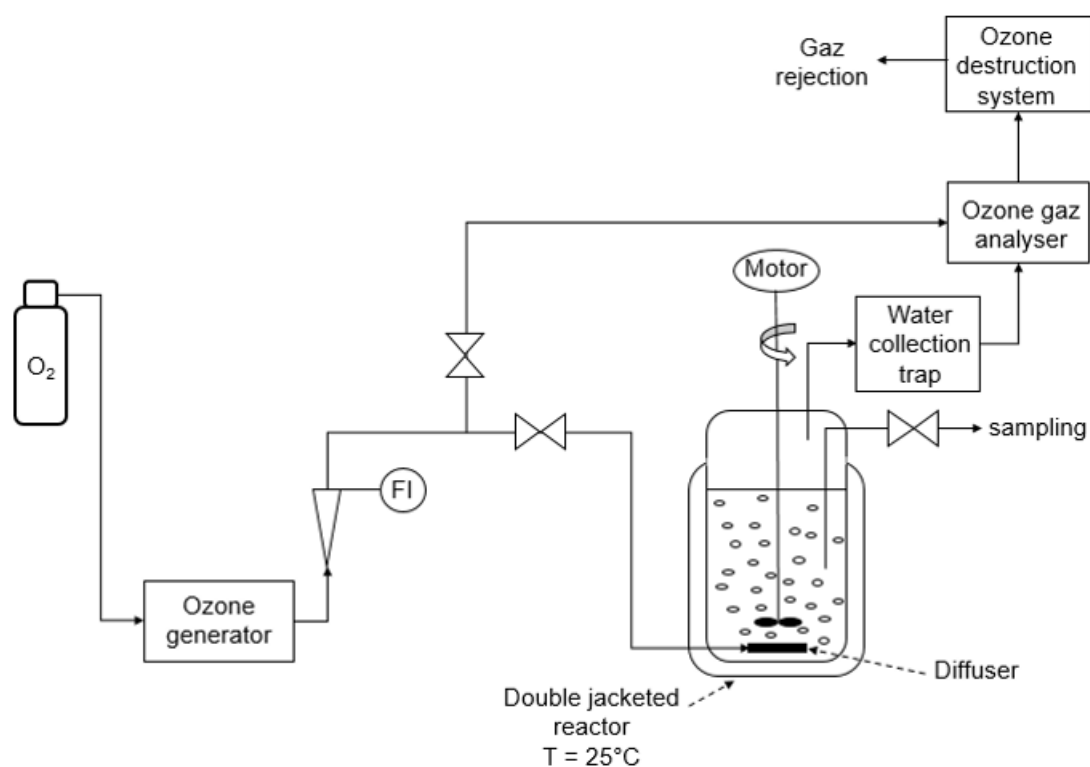 Gaz
rejection
Ozone
destruction
system
Ozone gaz
analyser
Motor
Water
collection
trap
O₂
sampling
FI
Ozone
generator
Diffuser
Double jacketed
reactor
T = 25°C